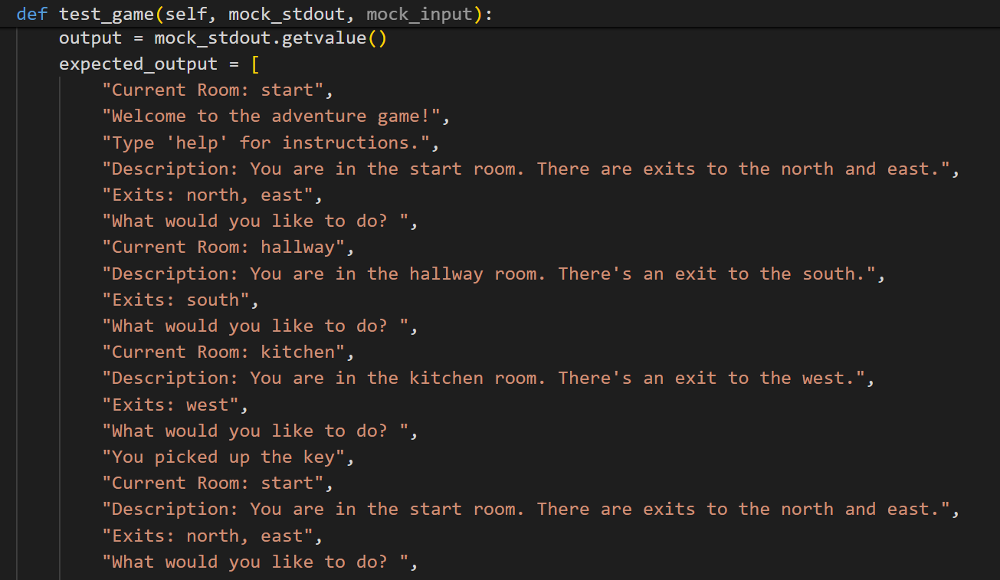 def test_game(self, mock_stdout, mock_input):
output = mock_stdout.getvalue()
expected_output = [
"Current Room: start",
"Welcome to the adventure game!",
"Type 'help' for instructions.",
"Description: You are in the start room. There are exits to the north and east.",
"Exits: north, east",
"What would you like to do? ",
"Current Room: hallway",
"Description: You are in the hallway room. There's an exit to the south.",
"Exits: south",
"What would you like to do? ",
"Current Room: kitchen",
"Description: You are in the kitchen room. There's an exit to the west.",
"Exits: west",
"What would you like to do? ",
"You picked up the key",
"Current Room: start",
"Description: You are in the start room. There are exits to the north and east.",
"Exits: north, east",
"What would you like to do? ",